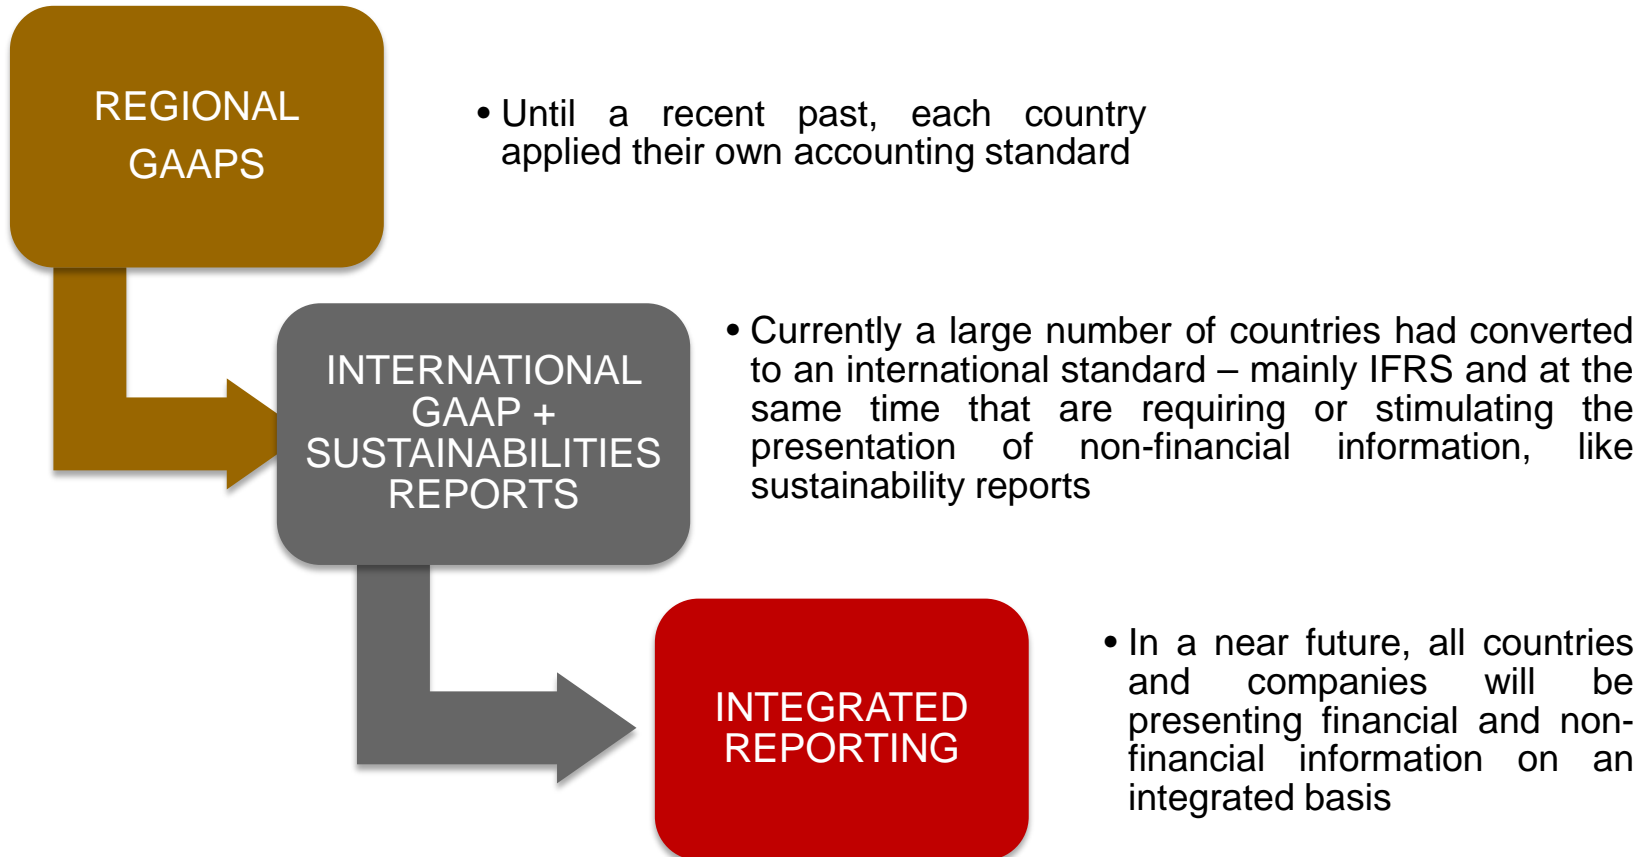 REGIONAL
GAAPS
• Until a recent past, each country
applied their own accounting standard
INTERNATIONAL
GAAP +
SUSTAINABILITIES
REPORTS
• Currently a large number of countries had converted
to an international standard – mainly IFRS and at the
same time that are requiring or stimulating the
presentation of non-financial information, like
sustainability reports
INTEGRATED
REPORTING
• In a near future, all countries
and companies will be
presenting financial and non-
financial information on an
integrated basis